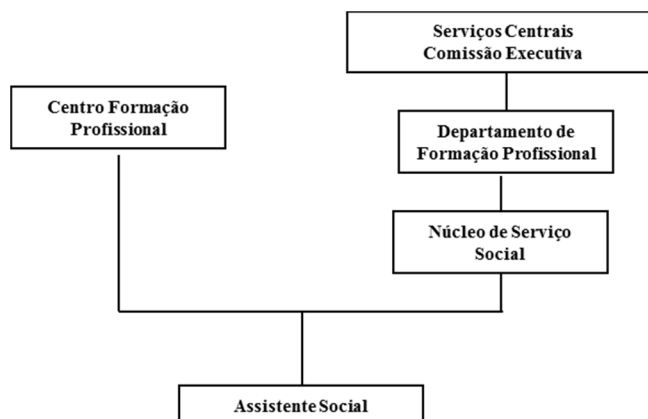 Serviços Centrais
Comissão Executiva
Centro Formação
Profissional
Departamento de
Formação Profissional
Núcleo de Serviço
Social
Assistente Social